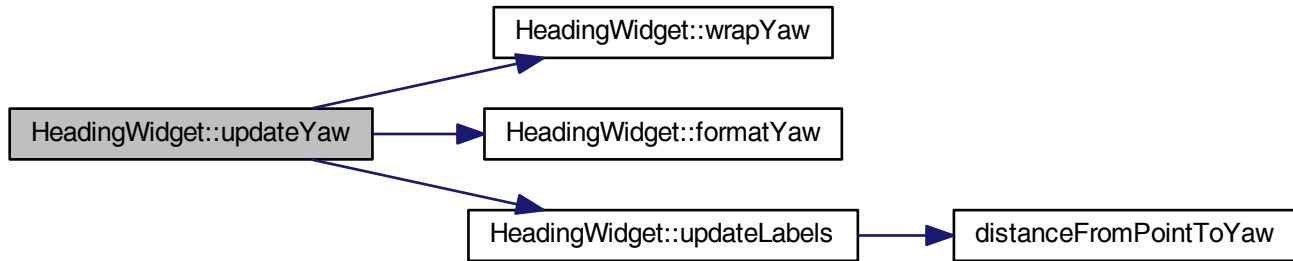 HeadingWidget::wrapYaw
HeadingWidget::updateYaw
HeadingWidget::formatYaw
HeadingWidget::updateLabels
distanceFromPointToYaw